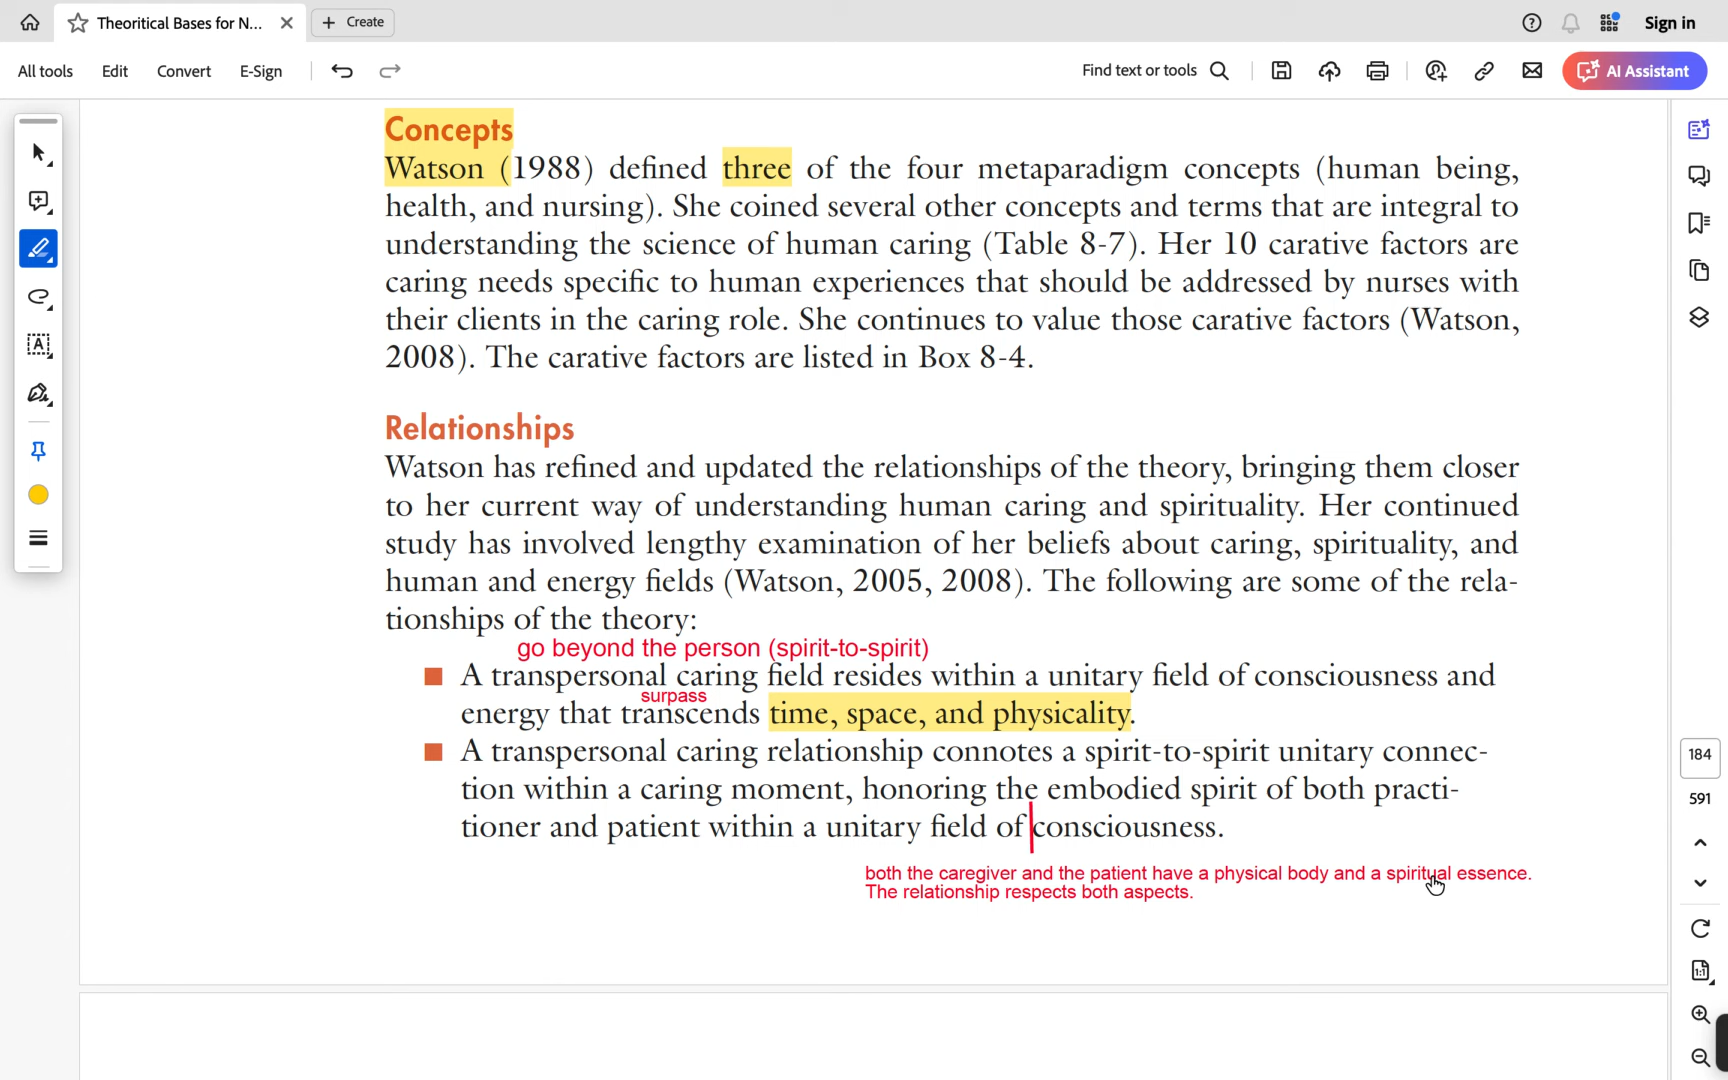 Theoritical Bases for N...
Create
Sign in
All tools
Edit
Convert
E-Sign
Find text or tools
AI Assistant
Concepts
Watson (1988) defined three of the four metaparadigm concepts (human being,
health, and nursing). She coined several other concepts and terms that are integral to
understanding the science of human caring (Table 8-7). Her 10 carative factors are
caring needs specific to human experiences that should be addressed by nurses with
their clients in the caring role. She continues to value those carative factors (Watson,
2008). The carative factors are listed in Box 8-4.
Relationships
Watson has refined and updated the relationships of the theory, bringing them closer
to her current way of understanding human caring and spirituality. Her continued
study has involved lengthy examination of her beliefs about caring, spirituality, and
human and energy fields (Watson, 2005, 2008). The following are some of the rela-
tionships of the theory:
go beyond the person (spirit-to-spirit)
A transpersonal caring field resides within a unitary field of consciousness and
surpass
energy that transcends time, space, and physicality.
A transpersonal caring relationship connotes a spirit-to-spirit unitary connec-
tion within a caring moment, honoring the embodied spirit of both practi-
tioner and patient within a unitary field of consciousness.
both the caregiver and the patient have a physical body and a spiritual essence.
The relationship respects both aspects.
184
591
1:1